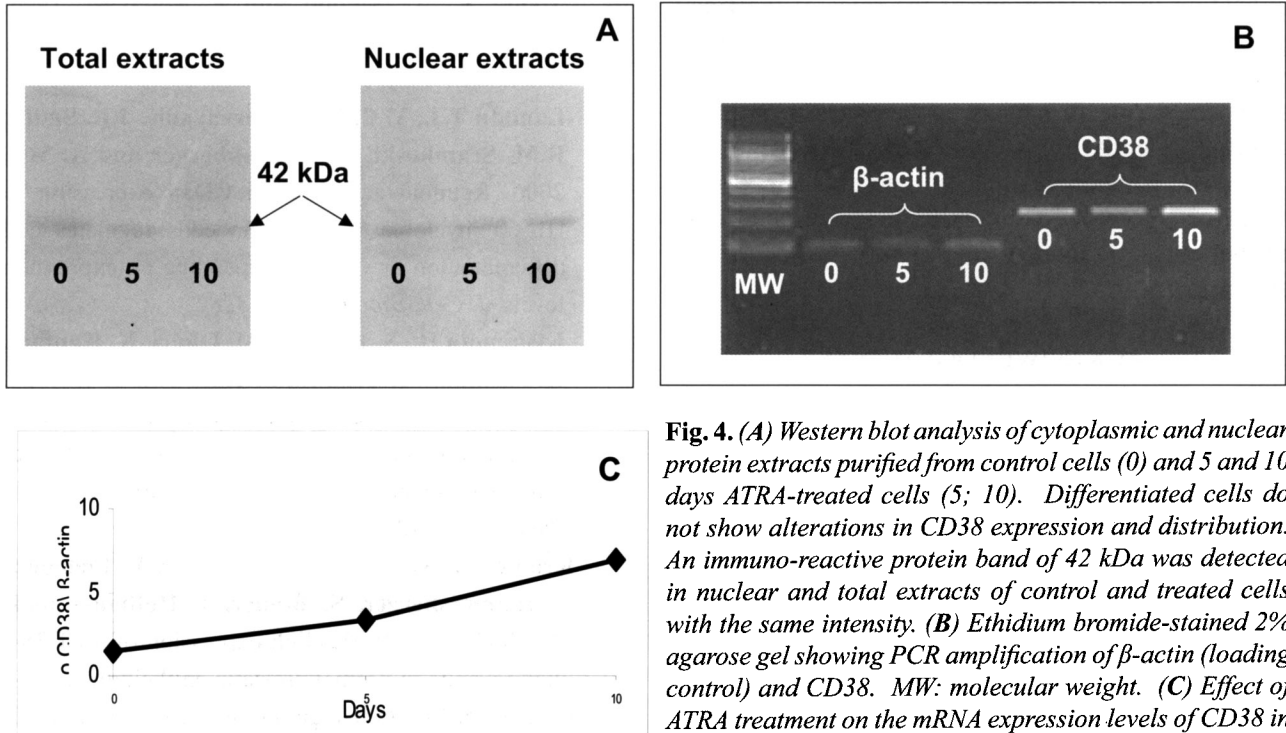 A
Total extracts Nuclear extracts
42 kDa
0 5 10 0 5 10
B
β-actin CD38
MW 0 5 10 0 5 10
C
10
5
0
0 5 10
Days
CD38\ β-actin
Fig. 4. (A) Western blot analysis of cytoplasmic and nuclear
protein extracts purified from control cells (0) and 5 and 10
days ATRA-treated cells (5; 10). Differentiated cells do
not show alterations in CD38 expression and distribution.
An immuno-reactive protein band of 42 kDa was detected
in nuclear and total extracts of control and treated cells
with the same intensity. (B) Ethidium bromide-stained 2%
agarose gel showing PCR amplification of β-actin (loading
control) and CD38. MW: molecular weight. (C) Effect of
ATRA treatment on the mRNA expression levels of CD38 in